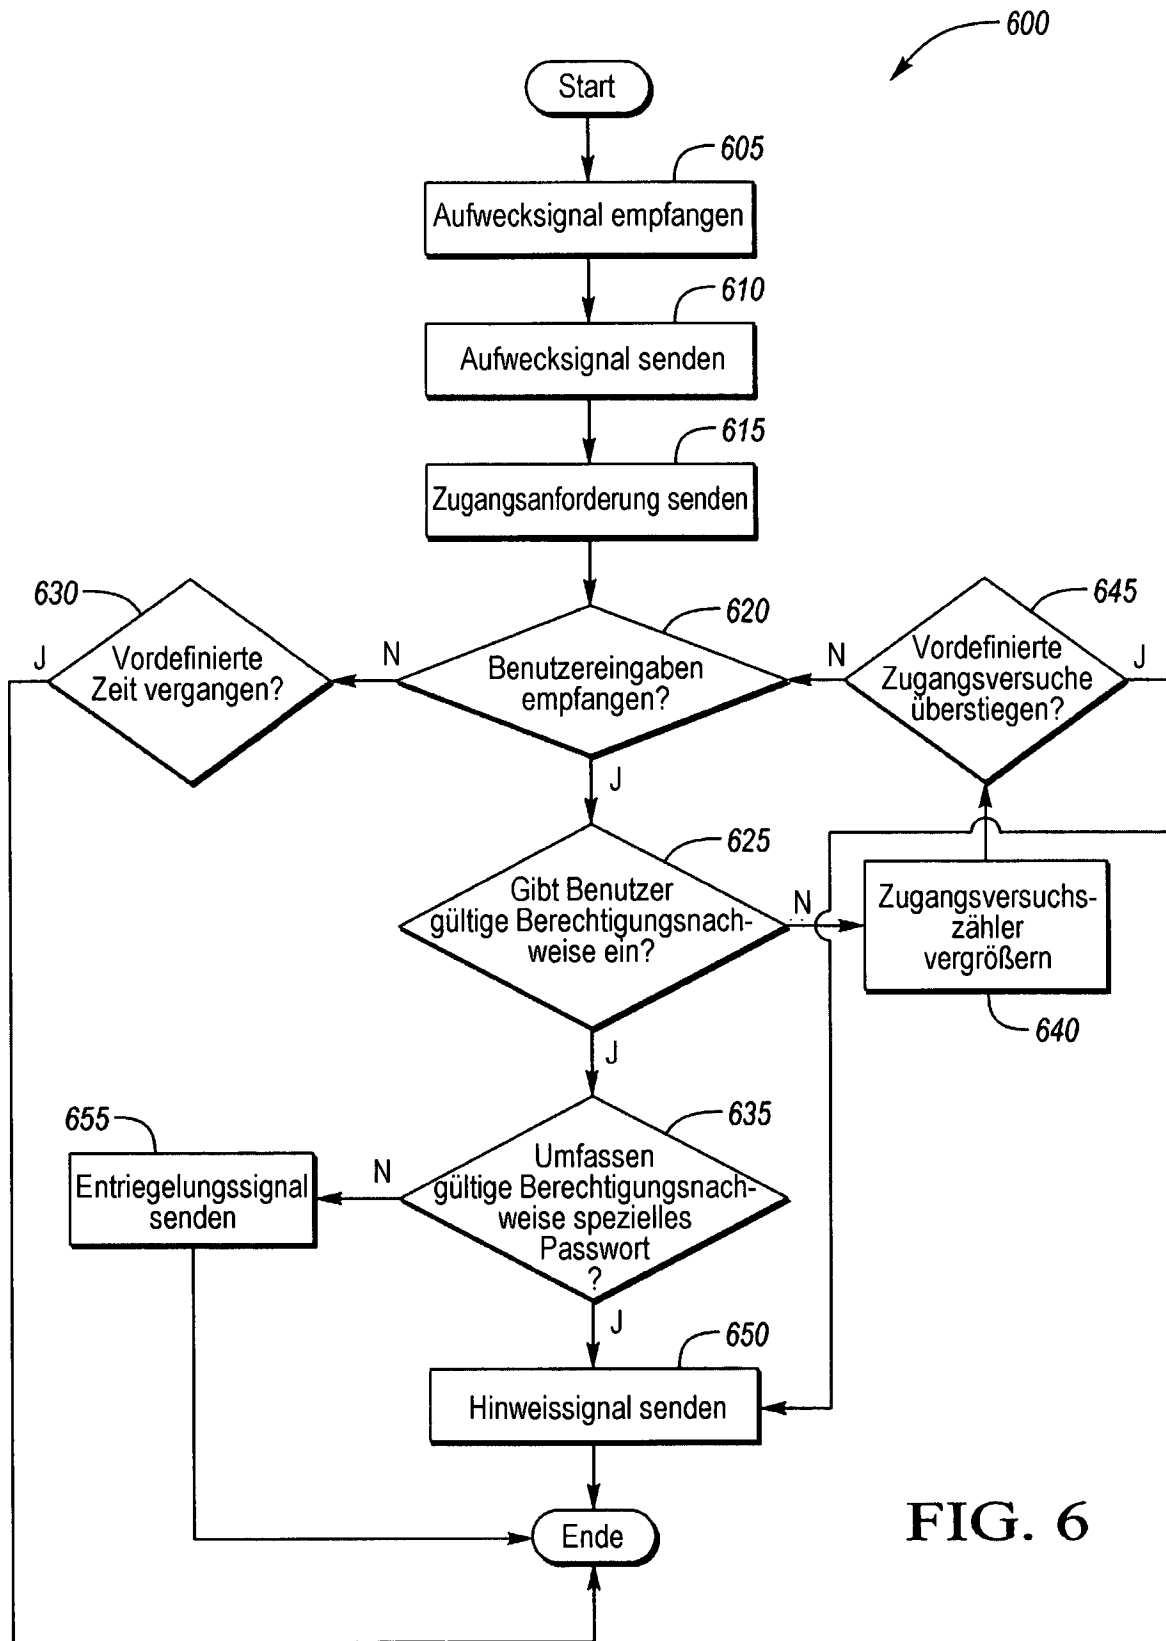 600
Start
605
Aufwecksignal empfangen
610
Aufwecksignal senden
615
Zugangsanforderung senden
630
620
645
J
Vordefinierte
Zeit vergangen?
N
Benutzereingaben
empfangen?
N
Vordefinierte
Zugangsversuche
überstiegen?
J
J
625
Gibt Benutzer
gültige Berechtigungsnach-
weise ein?
N
Zugangsversuchs-
zähler
vergrößern
640
J
655
635
Entriegelungssignal
senden
N
Umfassen
gültige Berechtigungsnach-
weise spezielles
Passwort
?
J
650
Hinweissignal senden
Ende
FIG. 6